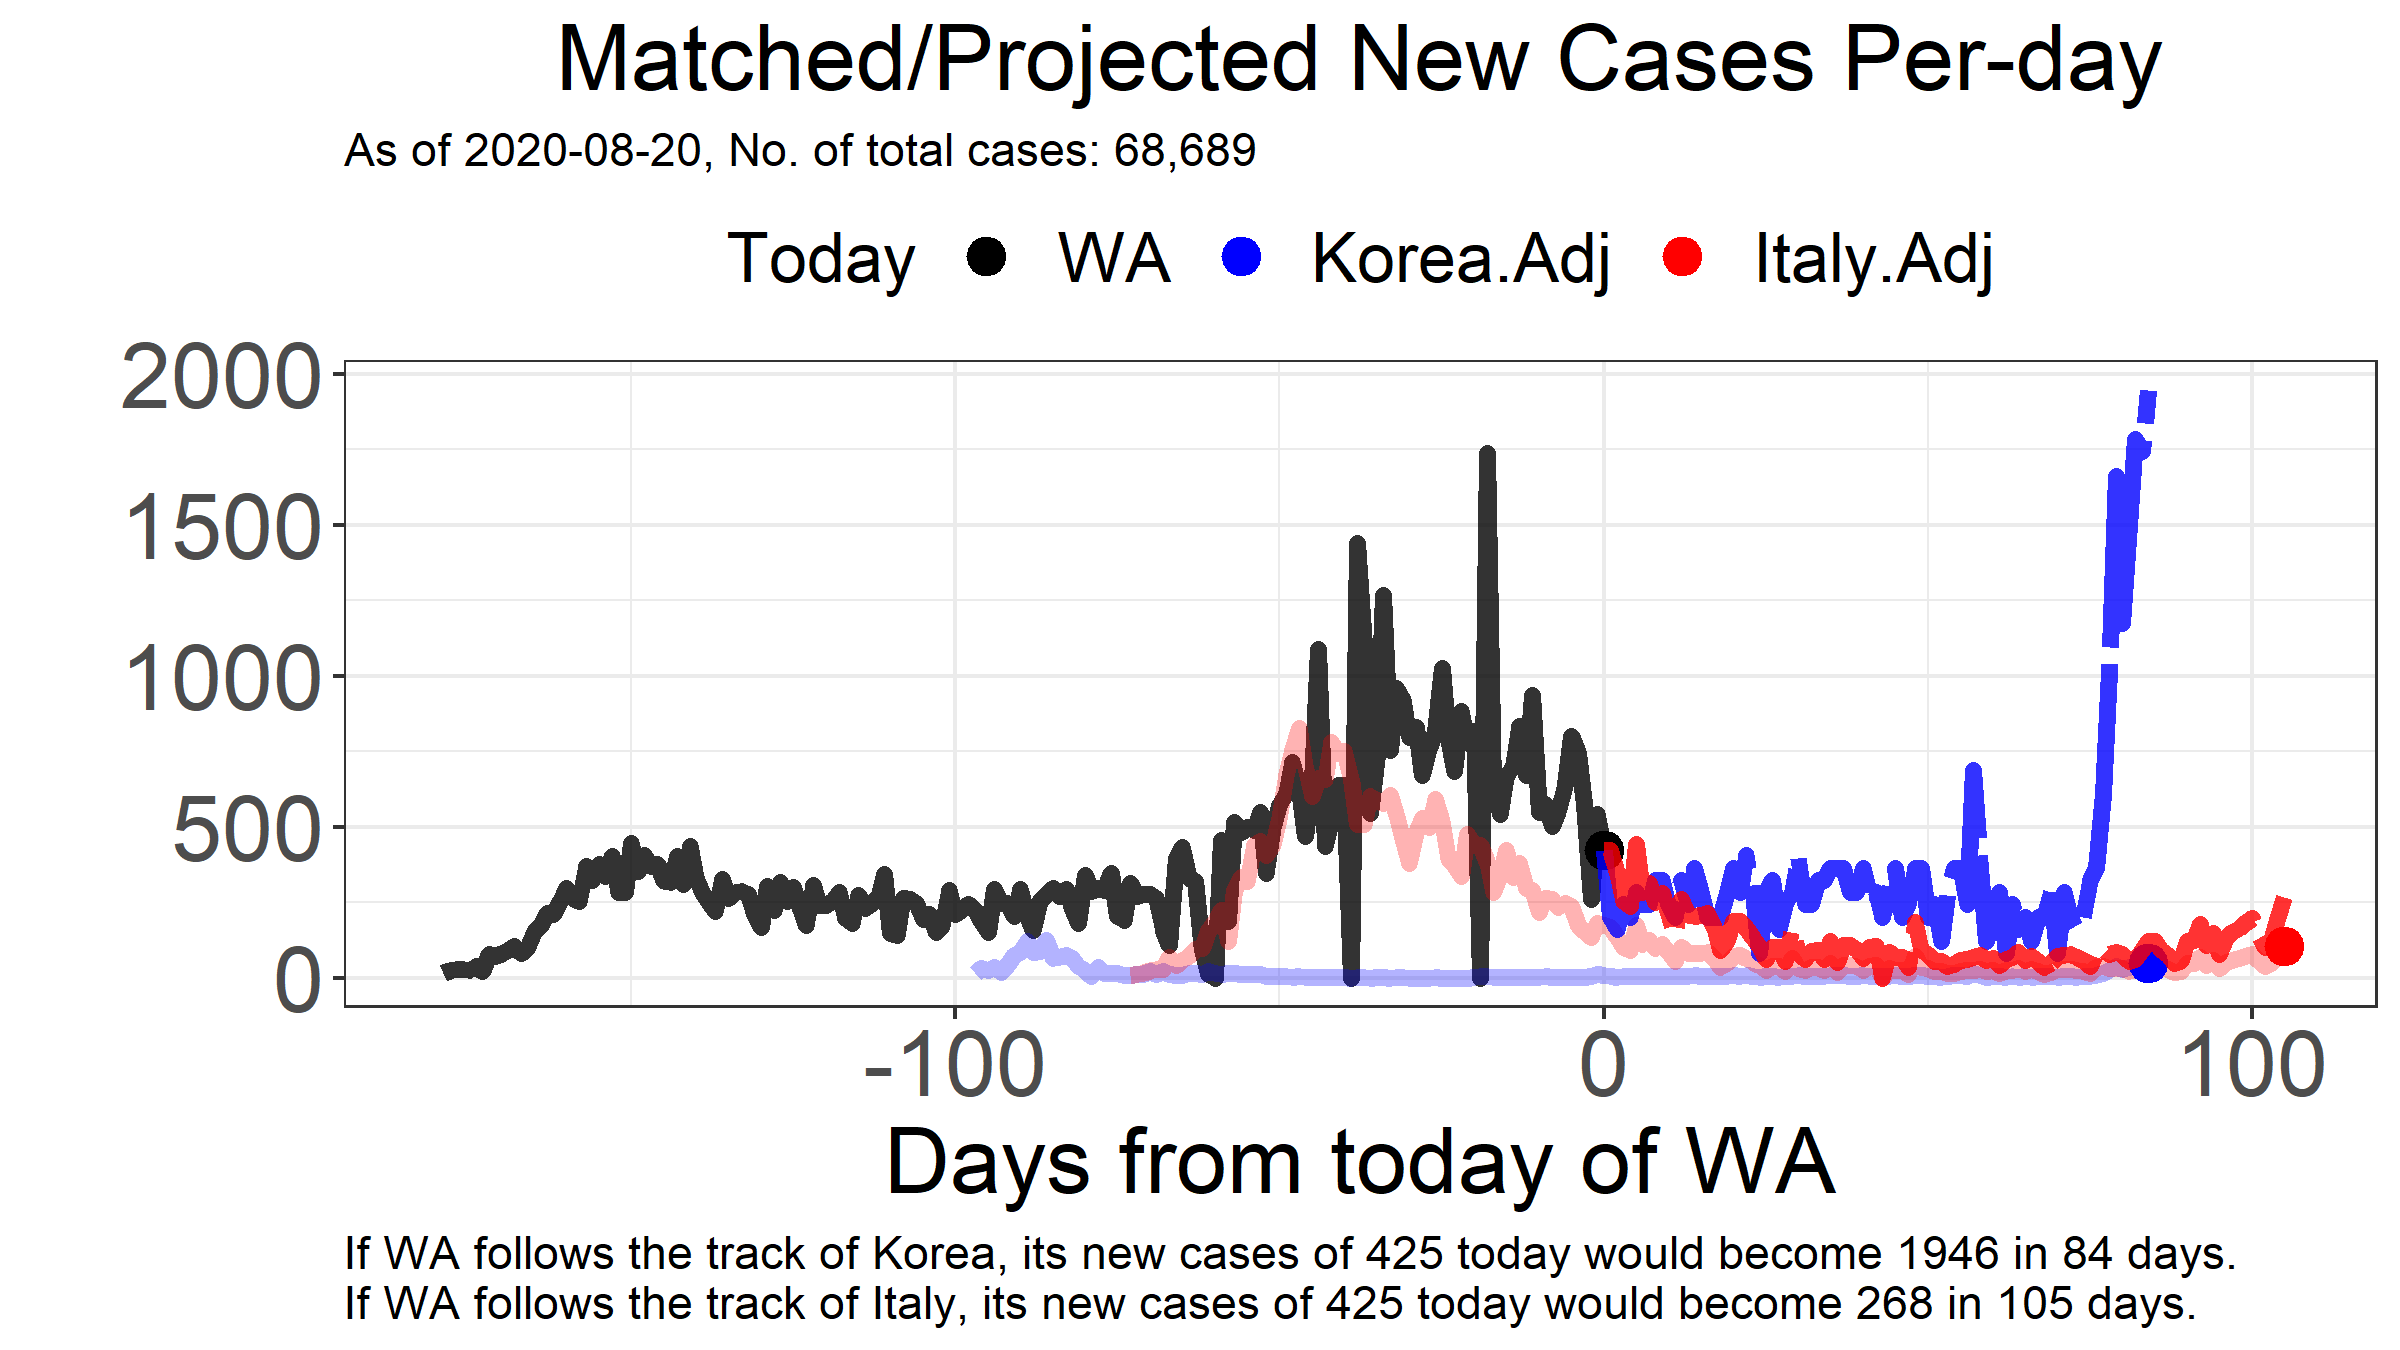 Matched/Projected New Cases Per-day
As of 2020-08-20, No. of total cases: 68,689
Today WA Korea.Adj Italy.Adj
2000
1500
1000
500
0
-100 0 100
Days from today of WA
If WA follows the track of Korea, its new cases of 425 today would become 1946 in 84 days.
If WA follows the track of Italy, its new cases of 425 today would become 268 in 105 days.